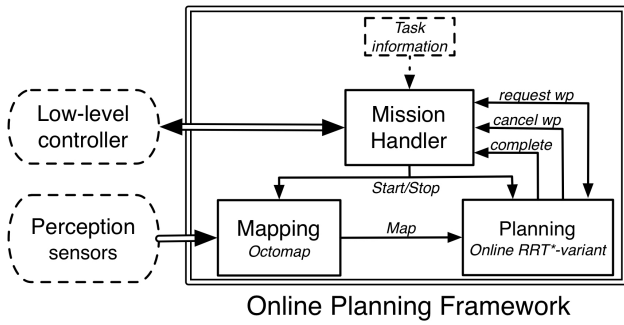 Task
information
Low-level
controller
Mission
Handler
request wp
cancel wp
complete
Start/Stop
Perception
sensors
Mapping
Octomap
Map
Planning
Online RRT*-variant
Online Planning Framework